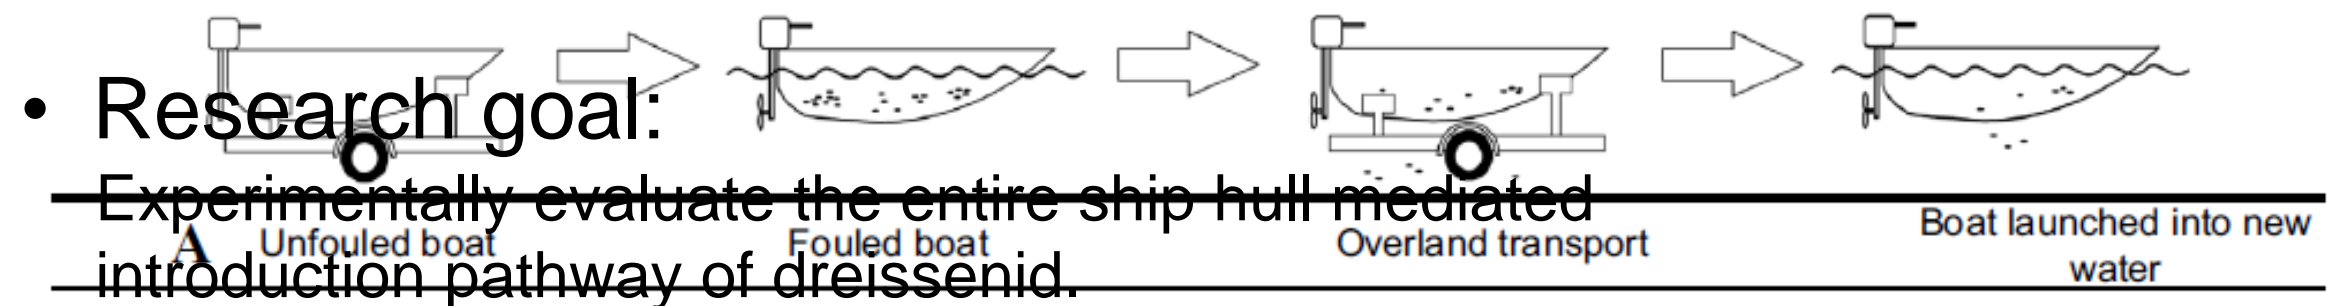 • Research goal:
Experimentally evaluate the entire ship hull mediated
introduction pathway of dreissenid.
A Unfouled boat
Fouled boat
Overland transport
Boat launched into new
water